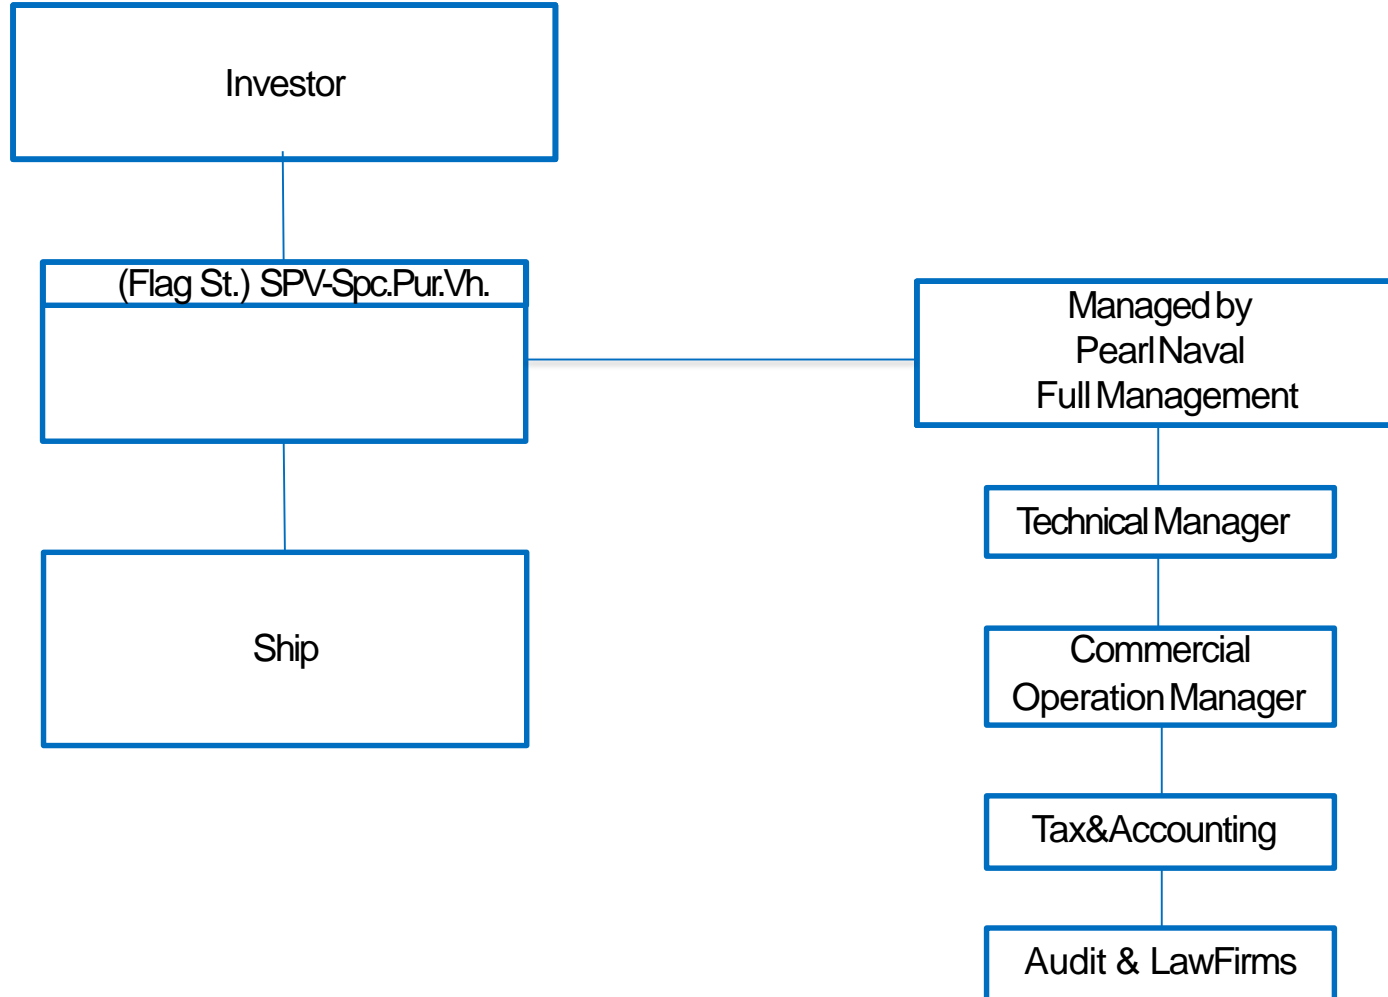 Investor
(Flag St.) SPV-Spc.Pur.Vh.
Managed by
Pearl Naval
Full Management
Technical Manager
Ship
Commercial
Operation Manager
Tax&Accounting
Audit & LawFirms